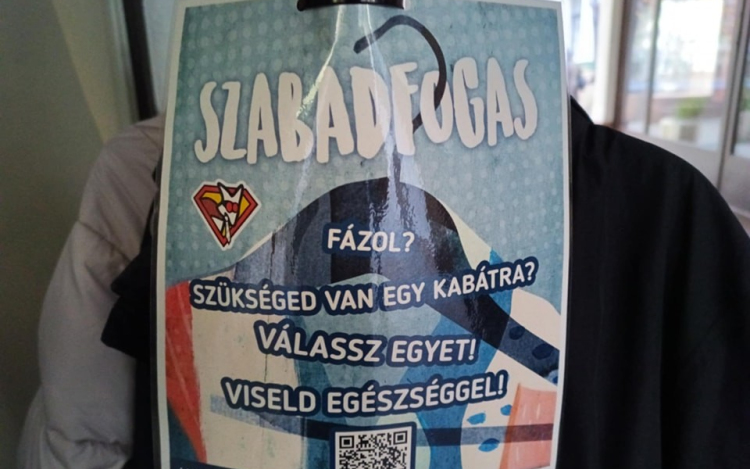 SZABADFOGAS
FÁZOL?
SZÜKSÉGED VAN EGY KABÁTRA?
VÁLASSZ EGYET!
VISELD EGÉSZSÉGGEL!